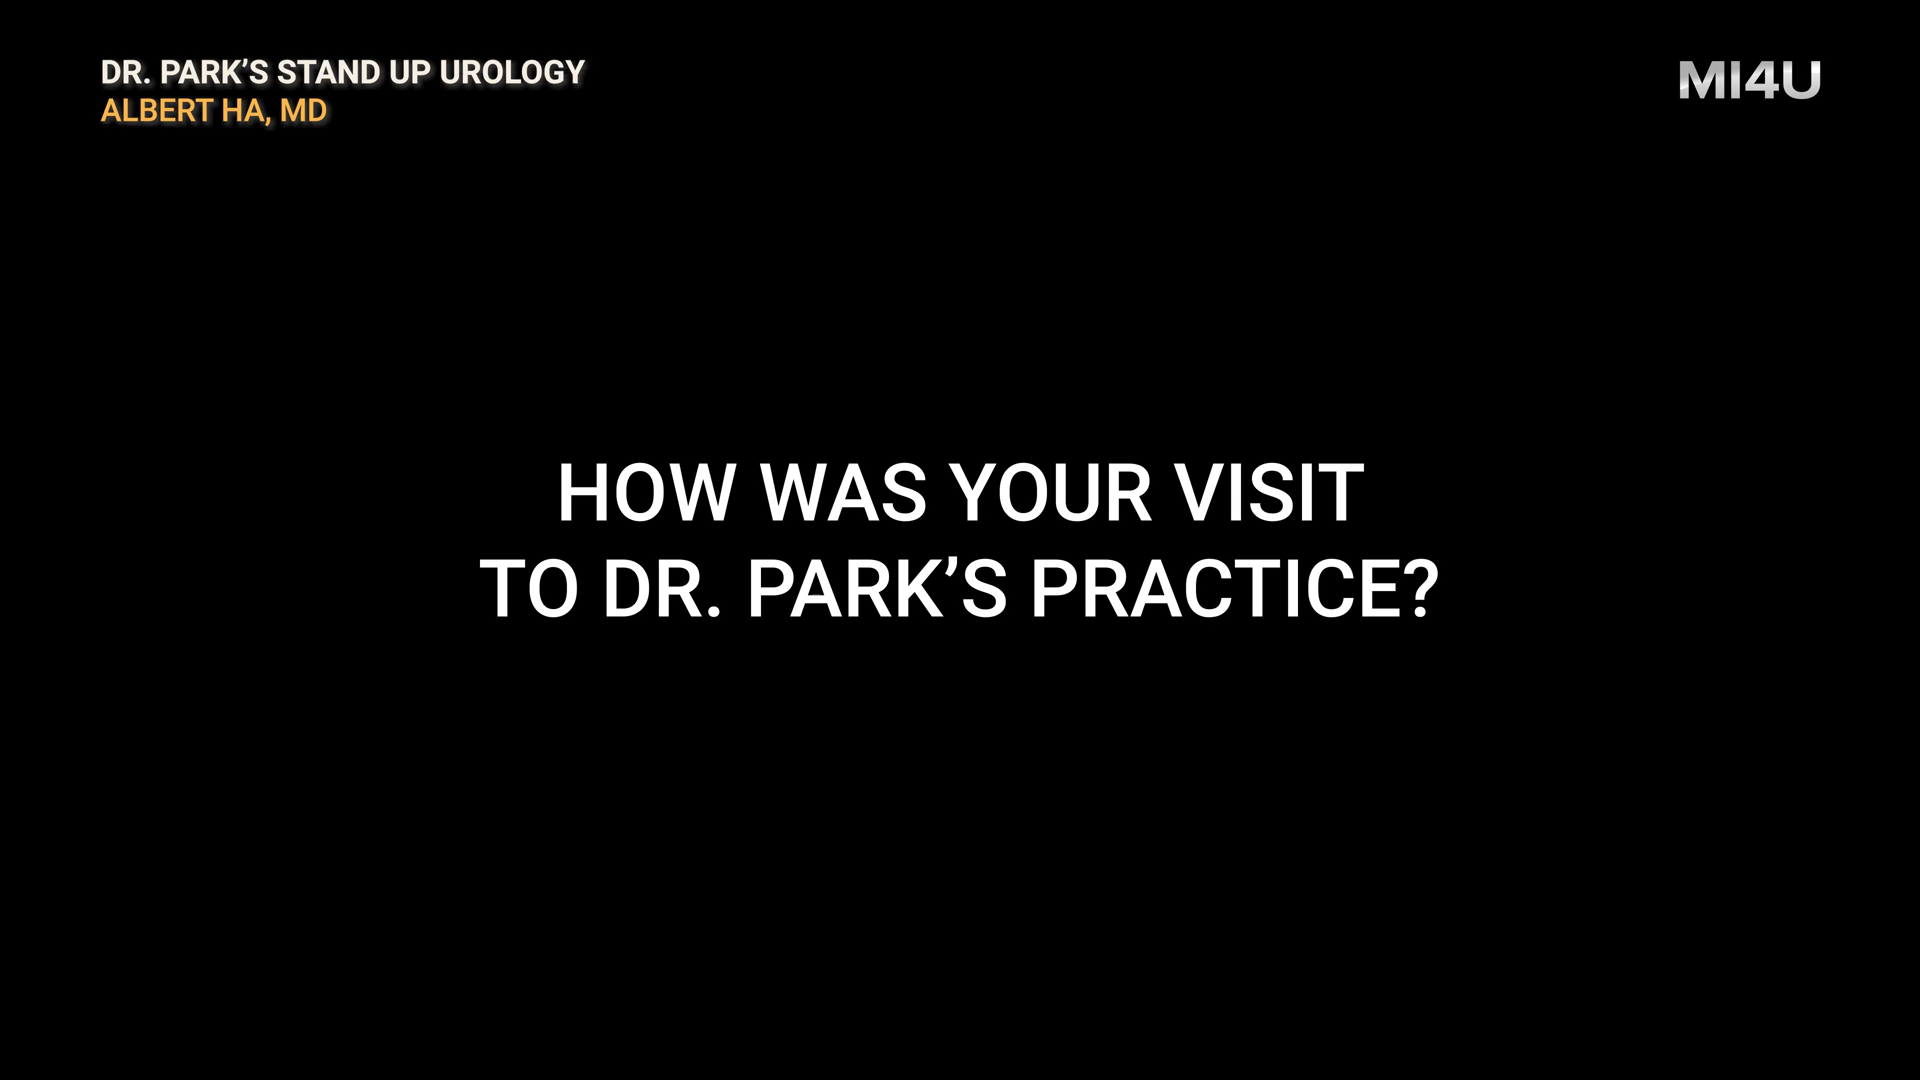 DR. PARK’S STAND UP UROLOGY
ALBERT HA, MD
MI4U
HOW WAS YOUR VISIT
TO DR. PARK’S PRACTICE?